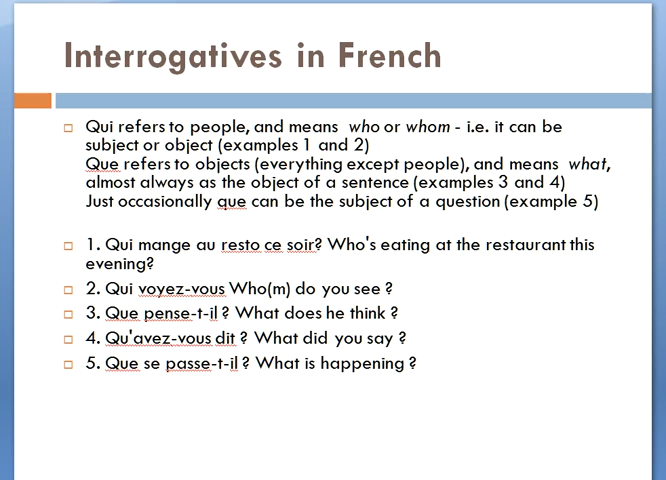 Interrogatives in French
Qui refers to people, and means who or whom - i.e. it can be
subject or object (examples 1 and 2)
Que refers to objects (everything except people), and means what,
almost always as the object of a sentence (examples 3 and 4)
Just occasionally que can be the subject of a question (example 5)
1. Qui mange au resto ce soir? Who's eating at the restaurant this
evening?
2. Qui voyez-vous Who(m) do you see ?
3. Que pense-t-il ? What does he think ?
4. Qu'avez-vous dit ? What did you say ?
5. Que se passe-t-il ? What is happening ?